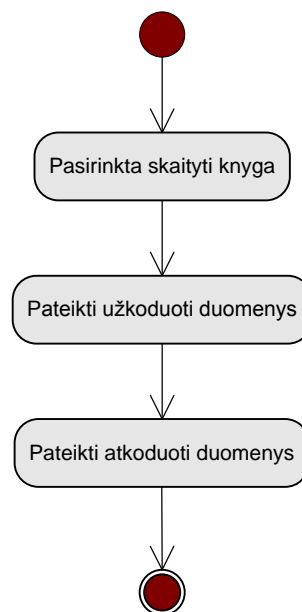 Pasirinkta skaityti knyga
Pateikti užkoduoti duomenys
Pateikti atkoduoti duomenys